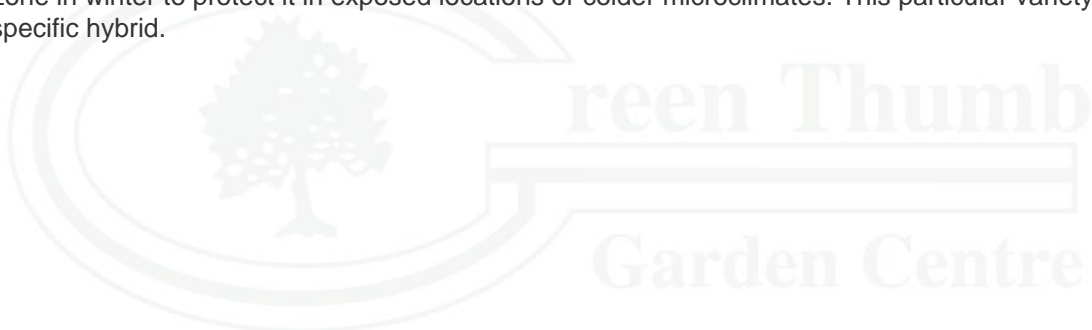 zone in winter to protect it in exposed locations or colder microclimates. This particular variety
specific hybrid.
reen Thumb
Garden Centre